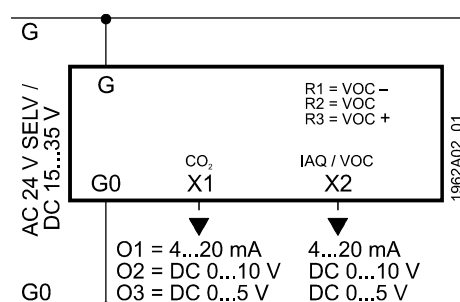 G
AC 24 V SELV /
DC 15...35 V
G
R1 = VOC –
R2 = VOC
R3 = VOC +
CO₂
IAQ / VOC
G0
X1
X2
1962A02_01
O1 = 4...20 mA
4...20 mA
O2 = DC 0...10 V
DC 0...10 V
O3 = DC 0...5 V
DC 0...5 V
G0